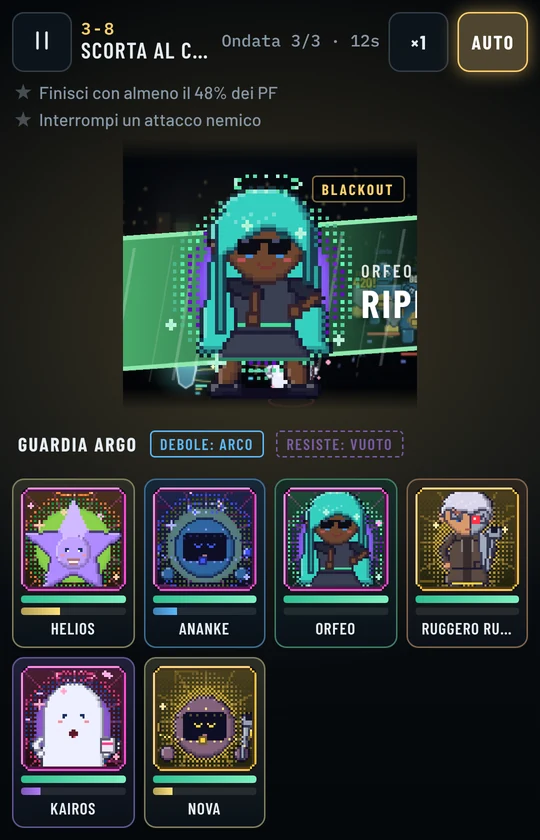 3-8
SCORTA AL C...
Ondata 3/3 · 12s
×1
AUTO
★ Finisci con almeno il 48% dei PF
★ Interrompi un attacco nemico
BLACKOUT
ORFEO
RIP
GUARDIA ARGO
DEBOLE: ARCO
RESISTE: VUOTO
HELIOS
ANANKE
ORFEO
RUGGERO RU...
KAIROS
NOVA